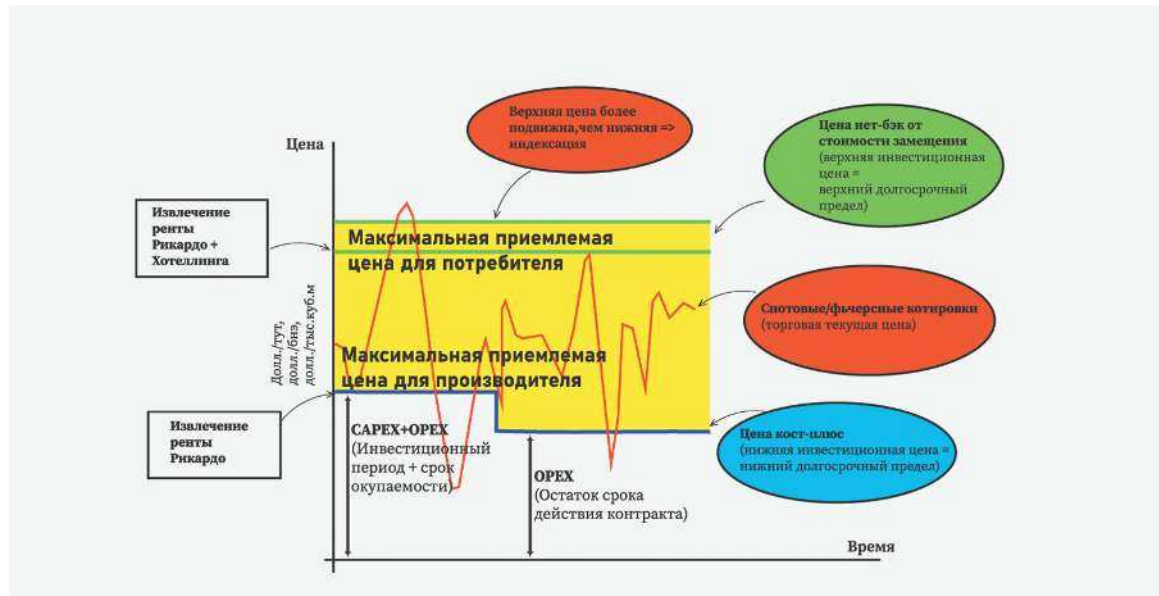 Верхняя цена более
подвижна,чем нижняя =>
индексация
Цена нет-бэк от
стоимости замещения
(верхняя инвестиционная
цена =
верхний долгосрочный
предел)
Цена
Извлечение
ренты
Рикардо +
Хотеллинга
Максимальная приемлемая
цена для потребителя
Спотовые/фьчерсные котировки
(торговая текущая цена)
Долл./тут,
долл./бнэ,
долл./тыс.куб.м
Максимальная приемлемая
цена для производителя
Извлечение
ренты
Рикардо
CAPEX+OPEX
(Инвестиционный
период + срок
окупаемости)
Цена кост-плюс
(нижняя инвестиционная цена =
нижний долгосрочный предел)
OPEX
(Остаток срока
действия контракта)
Время